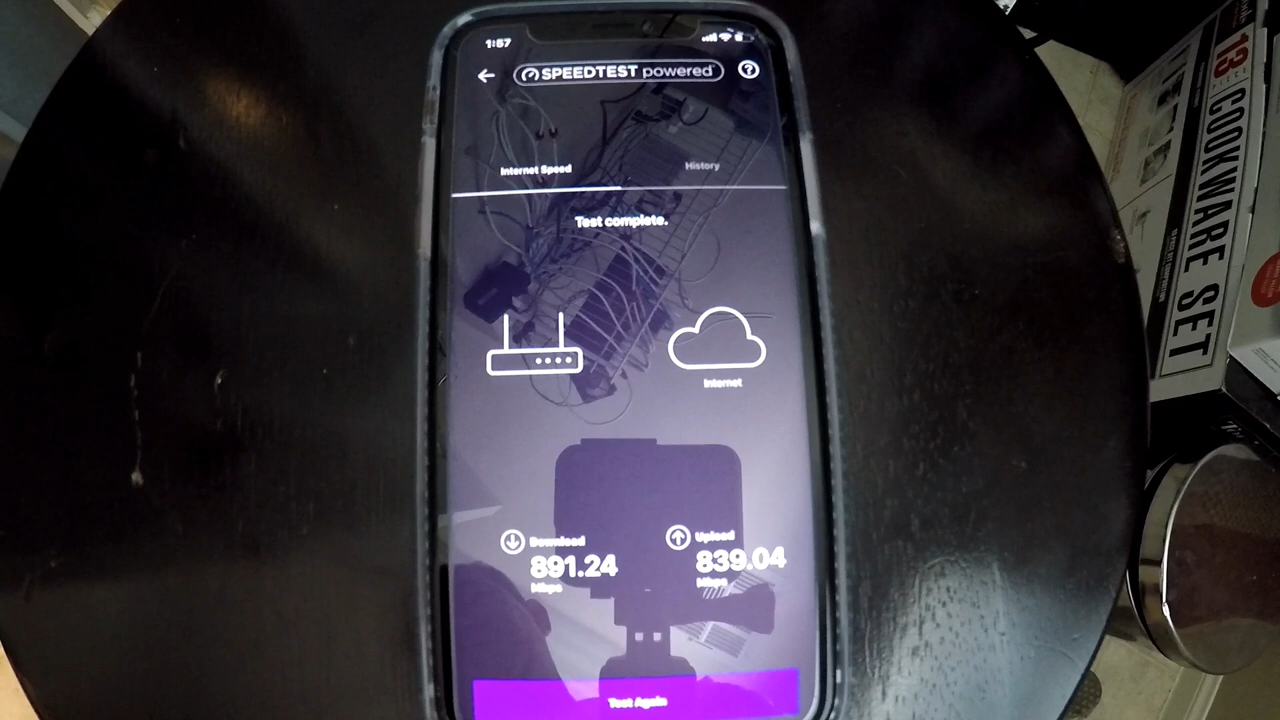 1:57
SPEEDTEST powered
Internet Speed
History
Test complete.
Internet
Download
891.24
Mbps
Upload
839.04
Mbps
Test Again
13
COOKWARE SET